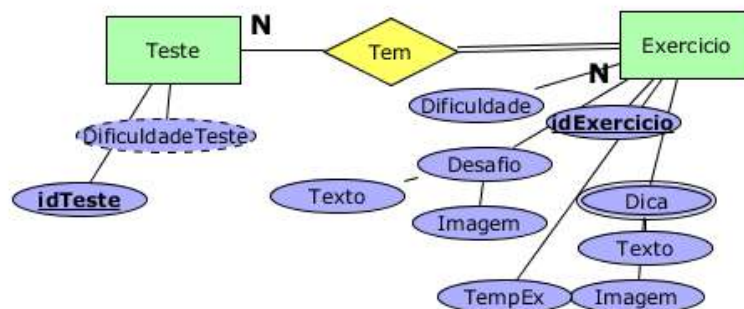 Teste
N
Tem
Exercicio
N
Dificuldade
idExercicio
DificuldadeTeste
Desafio
idTeste
Texto
Imagem
Dica
Texto
TempEx
Imagem